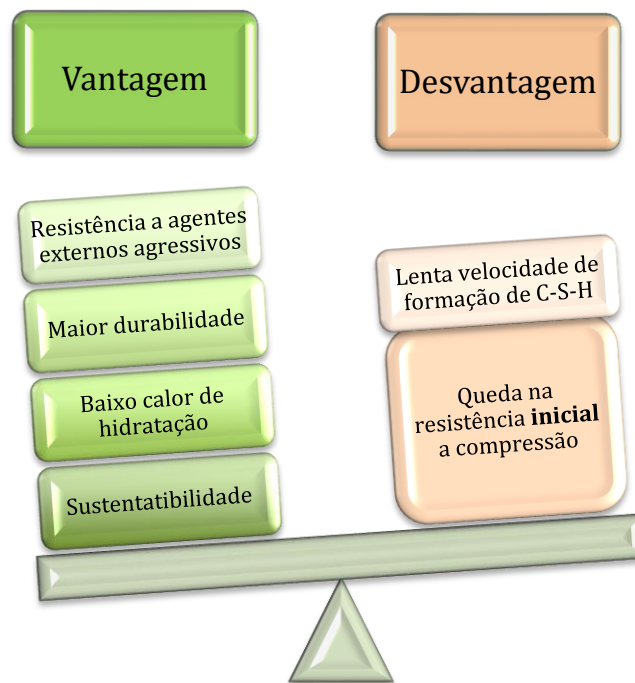 Vantagem
Desvantagem
Resistência a agentes
externos agressivos
Maior durabilidade
Baixo calor de
hidratação
Sustentatibilidade
Lenta velocidade de
formação de C-S-H
Queda na
resistência inicial
a compressão